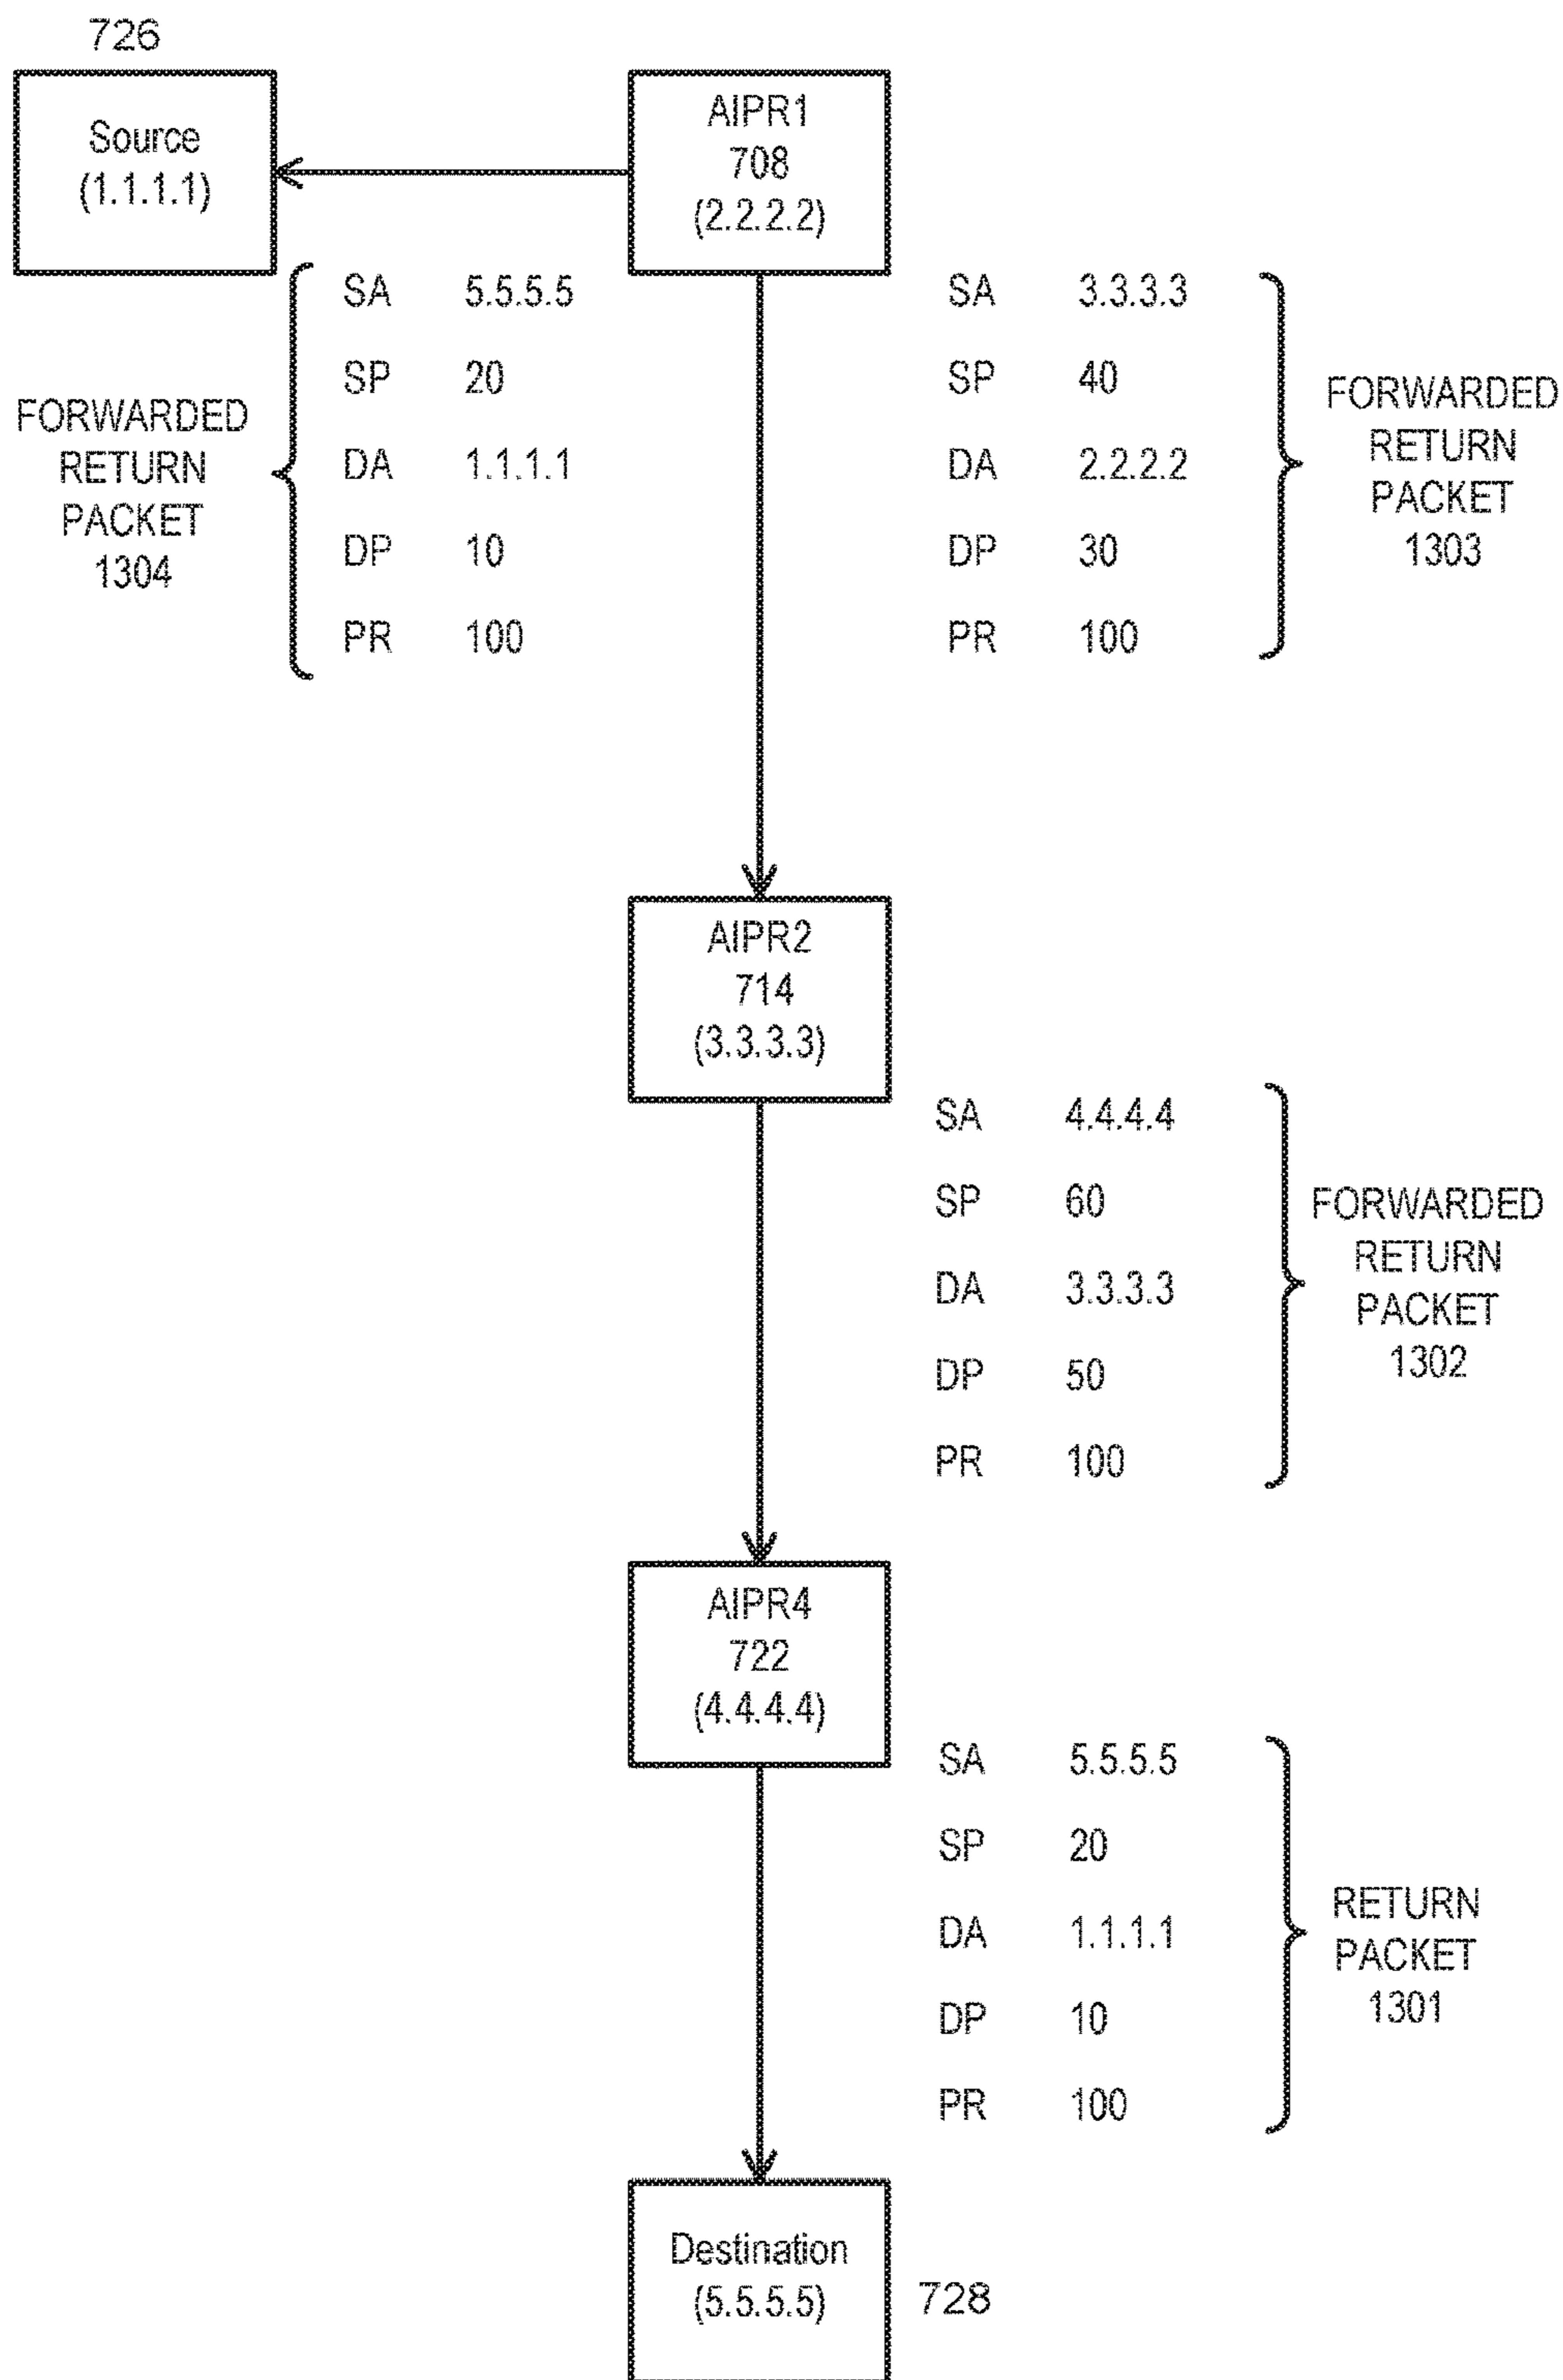 726
Source
(1.1.1.1)
AIPR1
708
(2.2.2.2)
FORWARDED
RETURN
PACKET
1304
SA 5.5.5.5
SP 20
DA 1.1.1.1
DP 10
PR 100
SA 3.3.3.3
SP 40
DA 2.2.2.2
DP 30
PR 100
FORWARDED
RETURN
PACKET
1303
AIPR2
714
(3.3.3.3)
SA 4.4.4.4
SP 60
DA 3.3.3.3
DP 50
PR 100
FORWARDED
RETURN
PACKET
1302
AIPR4
722
(4.4.4.4)
SA 5.5.5.5
SP 20
DA 1.1.1.1
DP 10
PR 100
RETURN
PACKET
1301
Destination
(5.5.5.5)
728